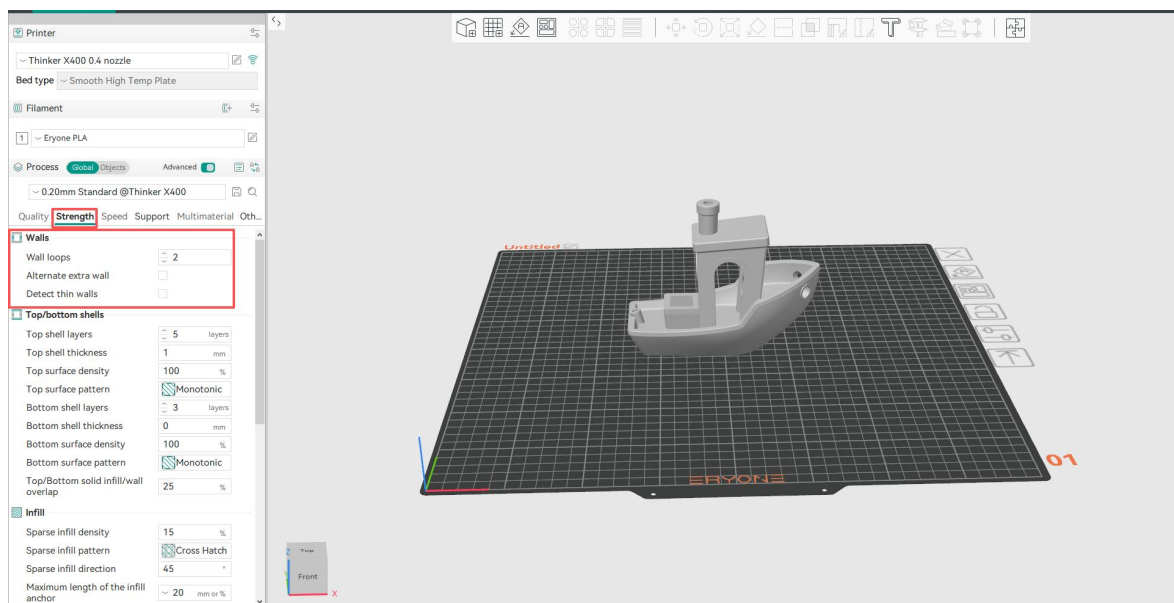 Printer
Thinker X400 0.4 nozzle
Bed type Smooth High Temp Plate
Filament
1 Eryone PLA
Process Global Objects Advanced
0.20mm Standard @Thinker X400
Quality Strength Speed Support Multimaterial Oth...
Walls
Wall loops 2
Alternate extra wall
Detect thin walls
Top/bottom shells
Top shell layers 5 layers
Top shell thickness 1 mm
Top surface density 100 %
Top surface pattern Monotonic
Bottom shell layers 3 layers
Bottom shell thickness 0 mm
Bottom surface density 100 %
Bottom surface pattern Monotonic
Top/Bottom solid infill/wall
overlap 25 %
Infill
Sparse infill density 15 %
Sparse infill pattern Cross Hatch
Sparse infill direction 45 °
Maximum length of the infill
anchor 20 mm or %
Untitled
ERYONE
01
Top
Front
Z
Y
X